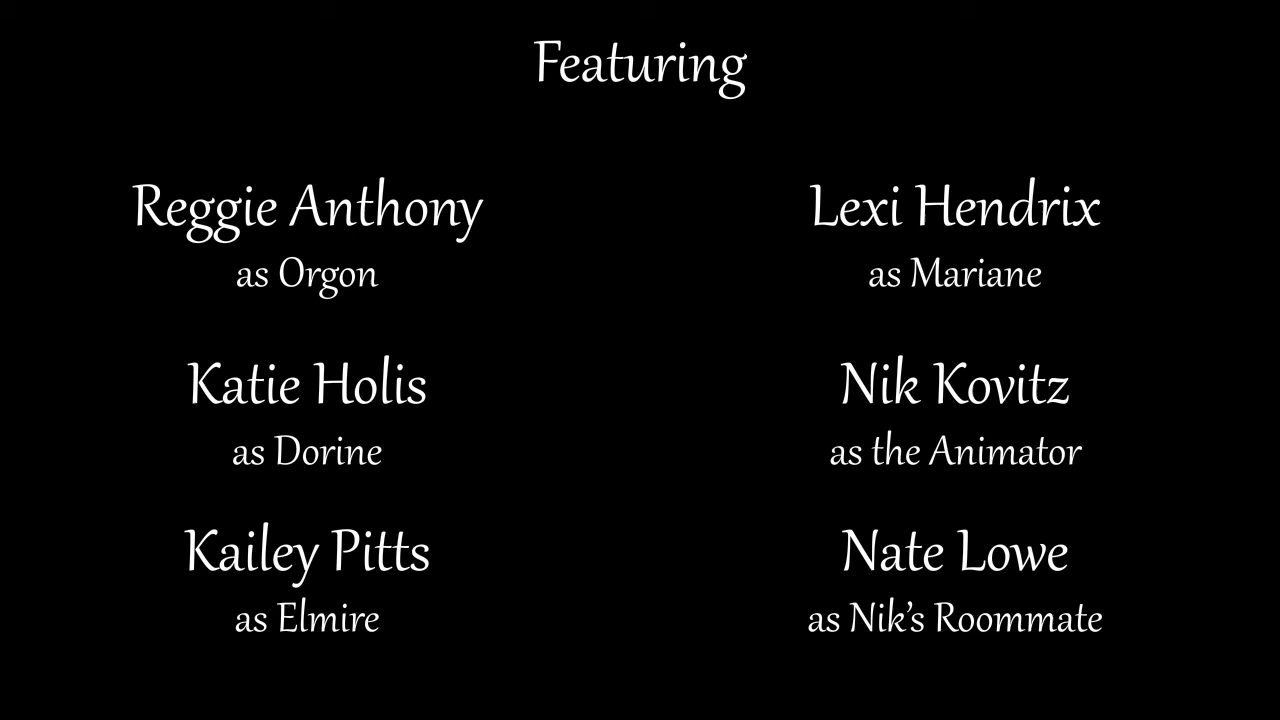 Featuring
Reggie Anthony
as Orgon
Lexi Hendrix
as Mariane
Katie Holis
as Dorine
Nik Kovitz
as the Animator
Kailey Pitts
as Elmire
Nate Lowe
as Nik's Roommate